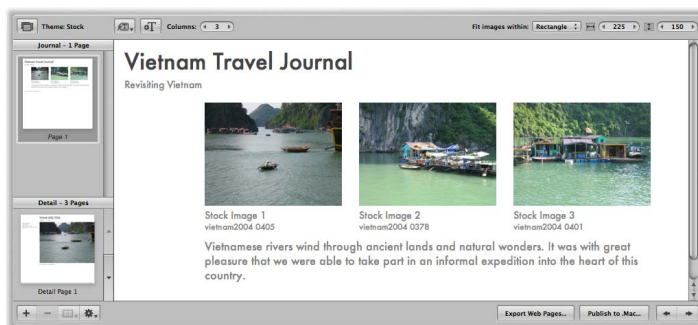 Theme: Stock
Columns: 3
Fit images within: Rectangle 225 150
Journal – 1 Page
Page 1
Detail – 3 Pages
Detail Page 1
Vietnam Travel Journal
Revisiting Vietnam
Stock Image 1
vietnam2004 0405
Stock Image 2
vietnam2004 0378
Stock Image 3
vietnam2004 0401
Vietnamese rivers wind through ancient lands and natural wonders. It was with great
pleasure that we were able to take part in an informal expedition into the heart of this
country.
Export Web Pages...
Publish to .Mac...